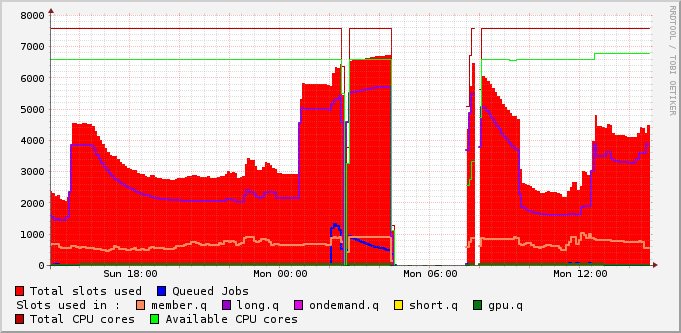 8000
7000
6000
5000
4000
3000
2000
1000
0
Sun 18:00 Mon 00:00 Mon 06:00 Mon 12:00
RRDTOOL / TOBI OETIKER
Total slots used Queued Jobs
Slots used in : member.q long.q ondemand.q short.q gpu.q
Total CPU cores Available CPU cores